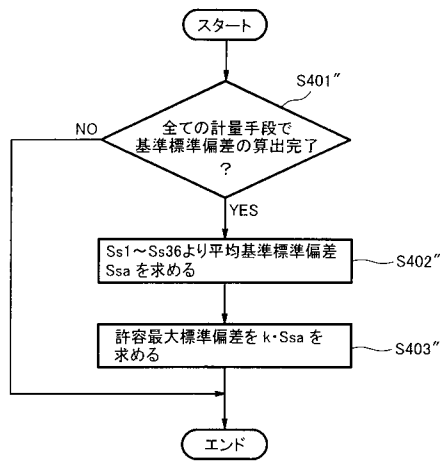 スタート
S401″
NO
全ての計量手段で
基準標準偏差の算出完了
?
YES
Ss1～Ss36より平均基準標準偏差
Ssa を求める
S402″
許容最大標準偏差を k・Ssa を
求める
S403″
エンド